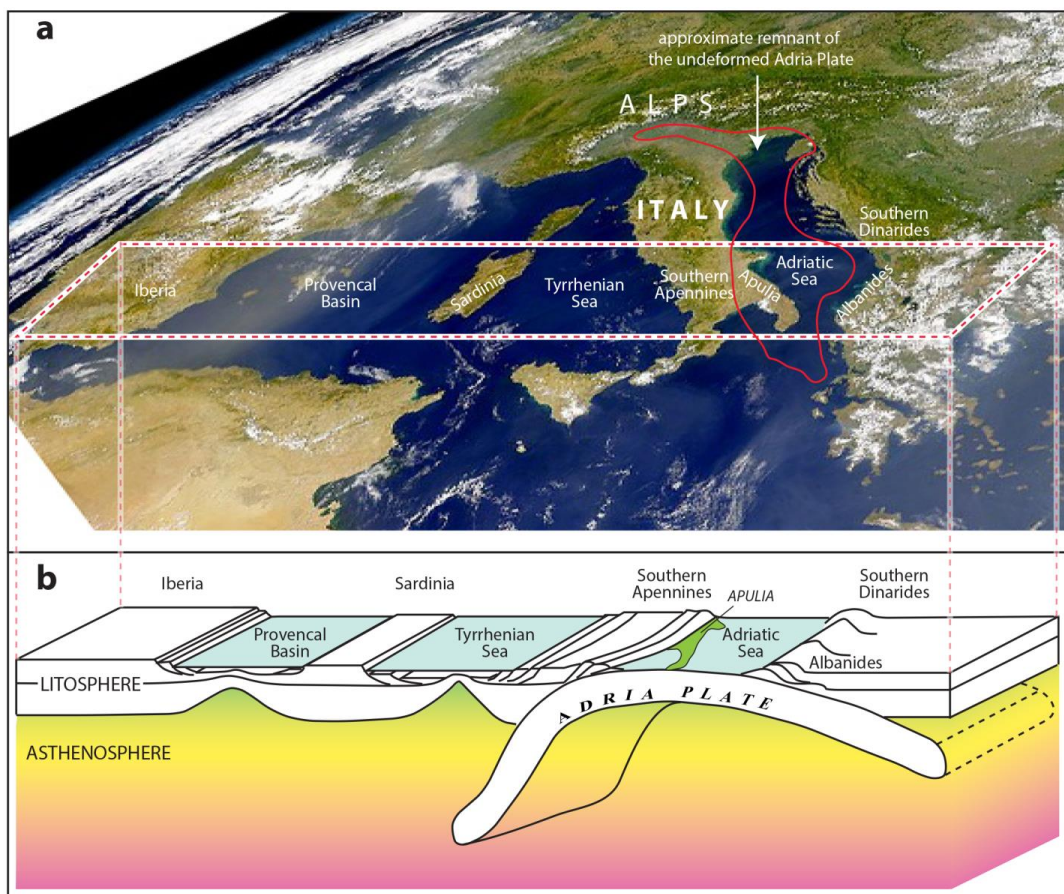 a
approximate remnant of
the undeformed Adria Plate
ALPS
ITALY
Southern
Dinarides
Iberia
Provencal
Basin
Sardinia
Tyrrhenian
Sea
Southern
Apennines
Apulia
Adriatic
Sea
Albanides
b
Iberia
Sardinia
Southern
Apennines
APULIA
Southern
Dinarides
Provencal
Basin
Tyrrhenian
Sea
Adriatic
Sea
Albanides
LITOSPHERE
ADRIA PLATE
ASTHENOSPHERE